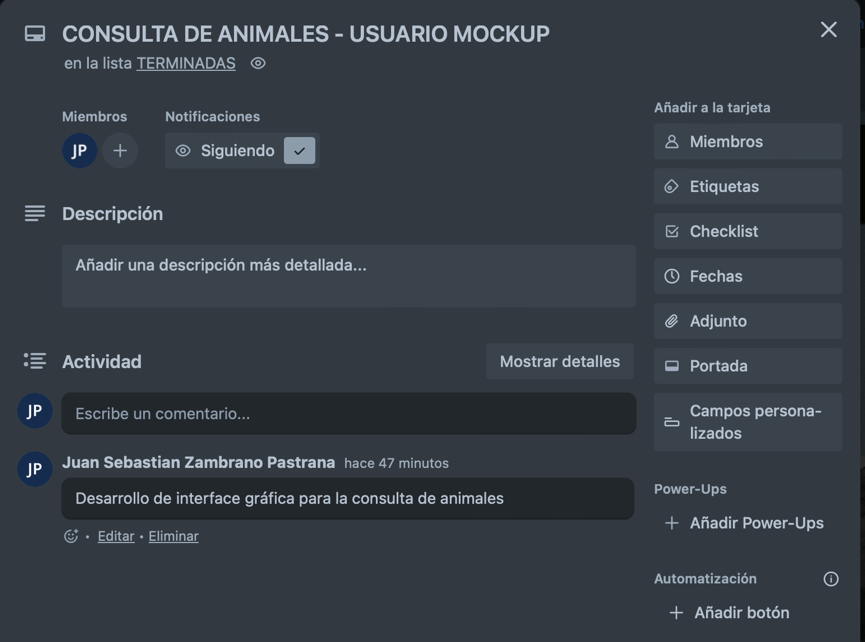 CONSULTA DE ANIMALES - USUARIO MOCKUP
en la lista TERMINADAS
Miembros
JP
Notificaciones
Siguiendo
Descripción
Añadir una descripción más detallada...
Actividad
Mostrar detalles
JP
Escribe un comentario...
JP
Juan Sebastian Zambrano Pastrana hace 47 minutos
Desarrollo de interface gráfica para la consulta de animales
• Editar • Eliminar
Añadir a la tarjeta
Miembros
Etiquetas
Checklist
Fechas
Adjunto
Portada
Campos persona-
lizados
Power-Ups
+ Añadir Power-Ups
Automatización
+ Añadir botón